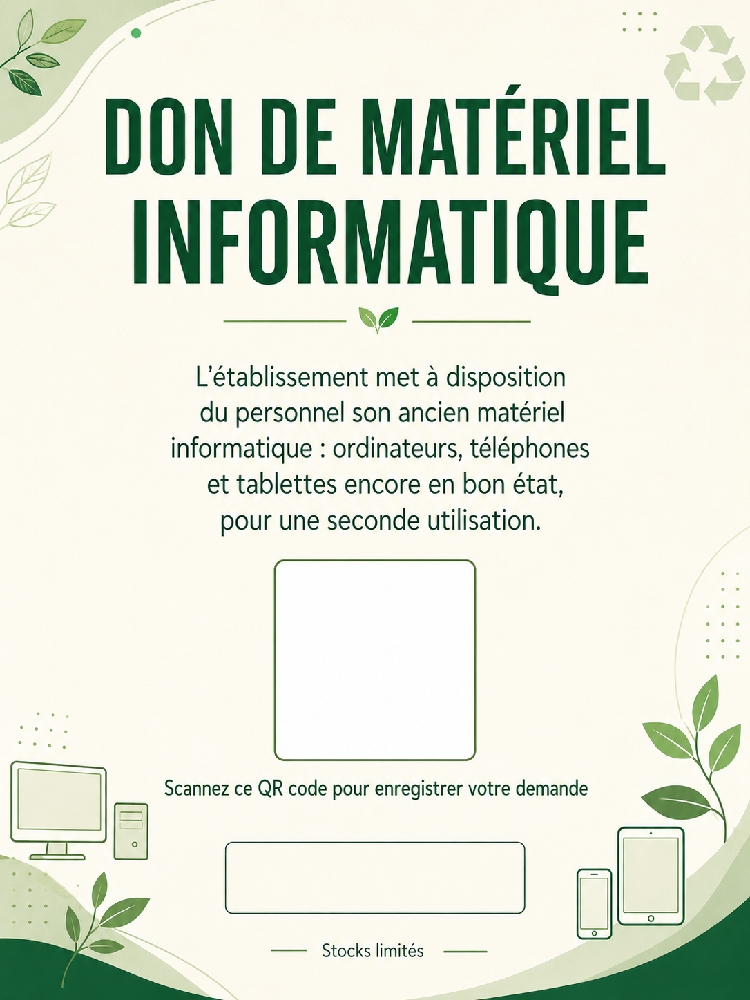 DON DE MATÉRIEL
INFORMATIQUE
L’établissement met à disposition
du personnel son ancien matériel
informatique : ordinateurs, téléphones
et tablettes encore en bon état,
pour une seconde utilisation.
Scannez ce QR code pour enregistrer votre demande
Stocks limités